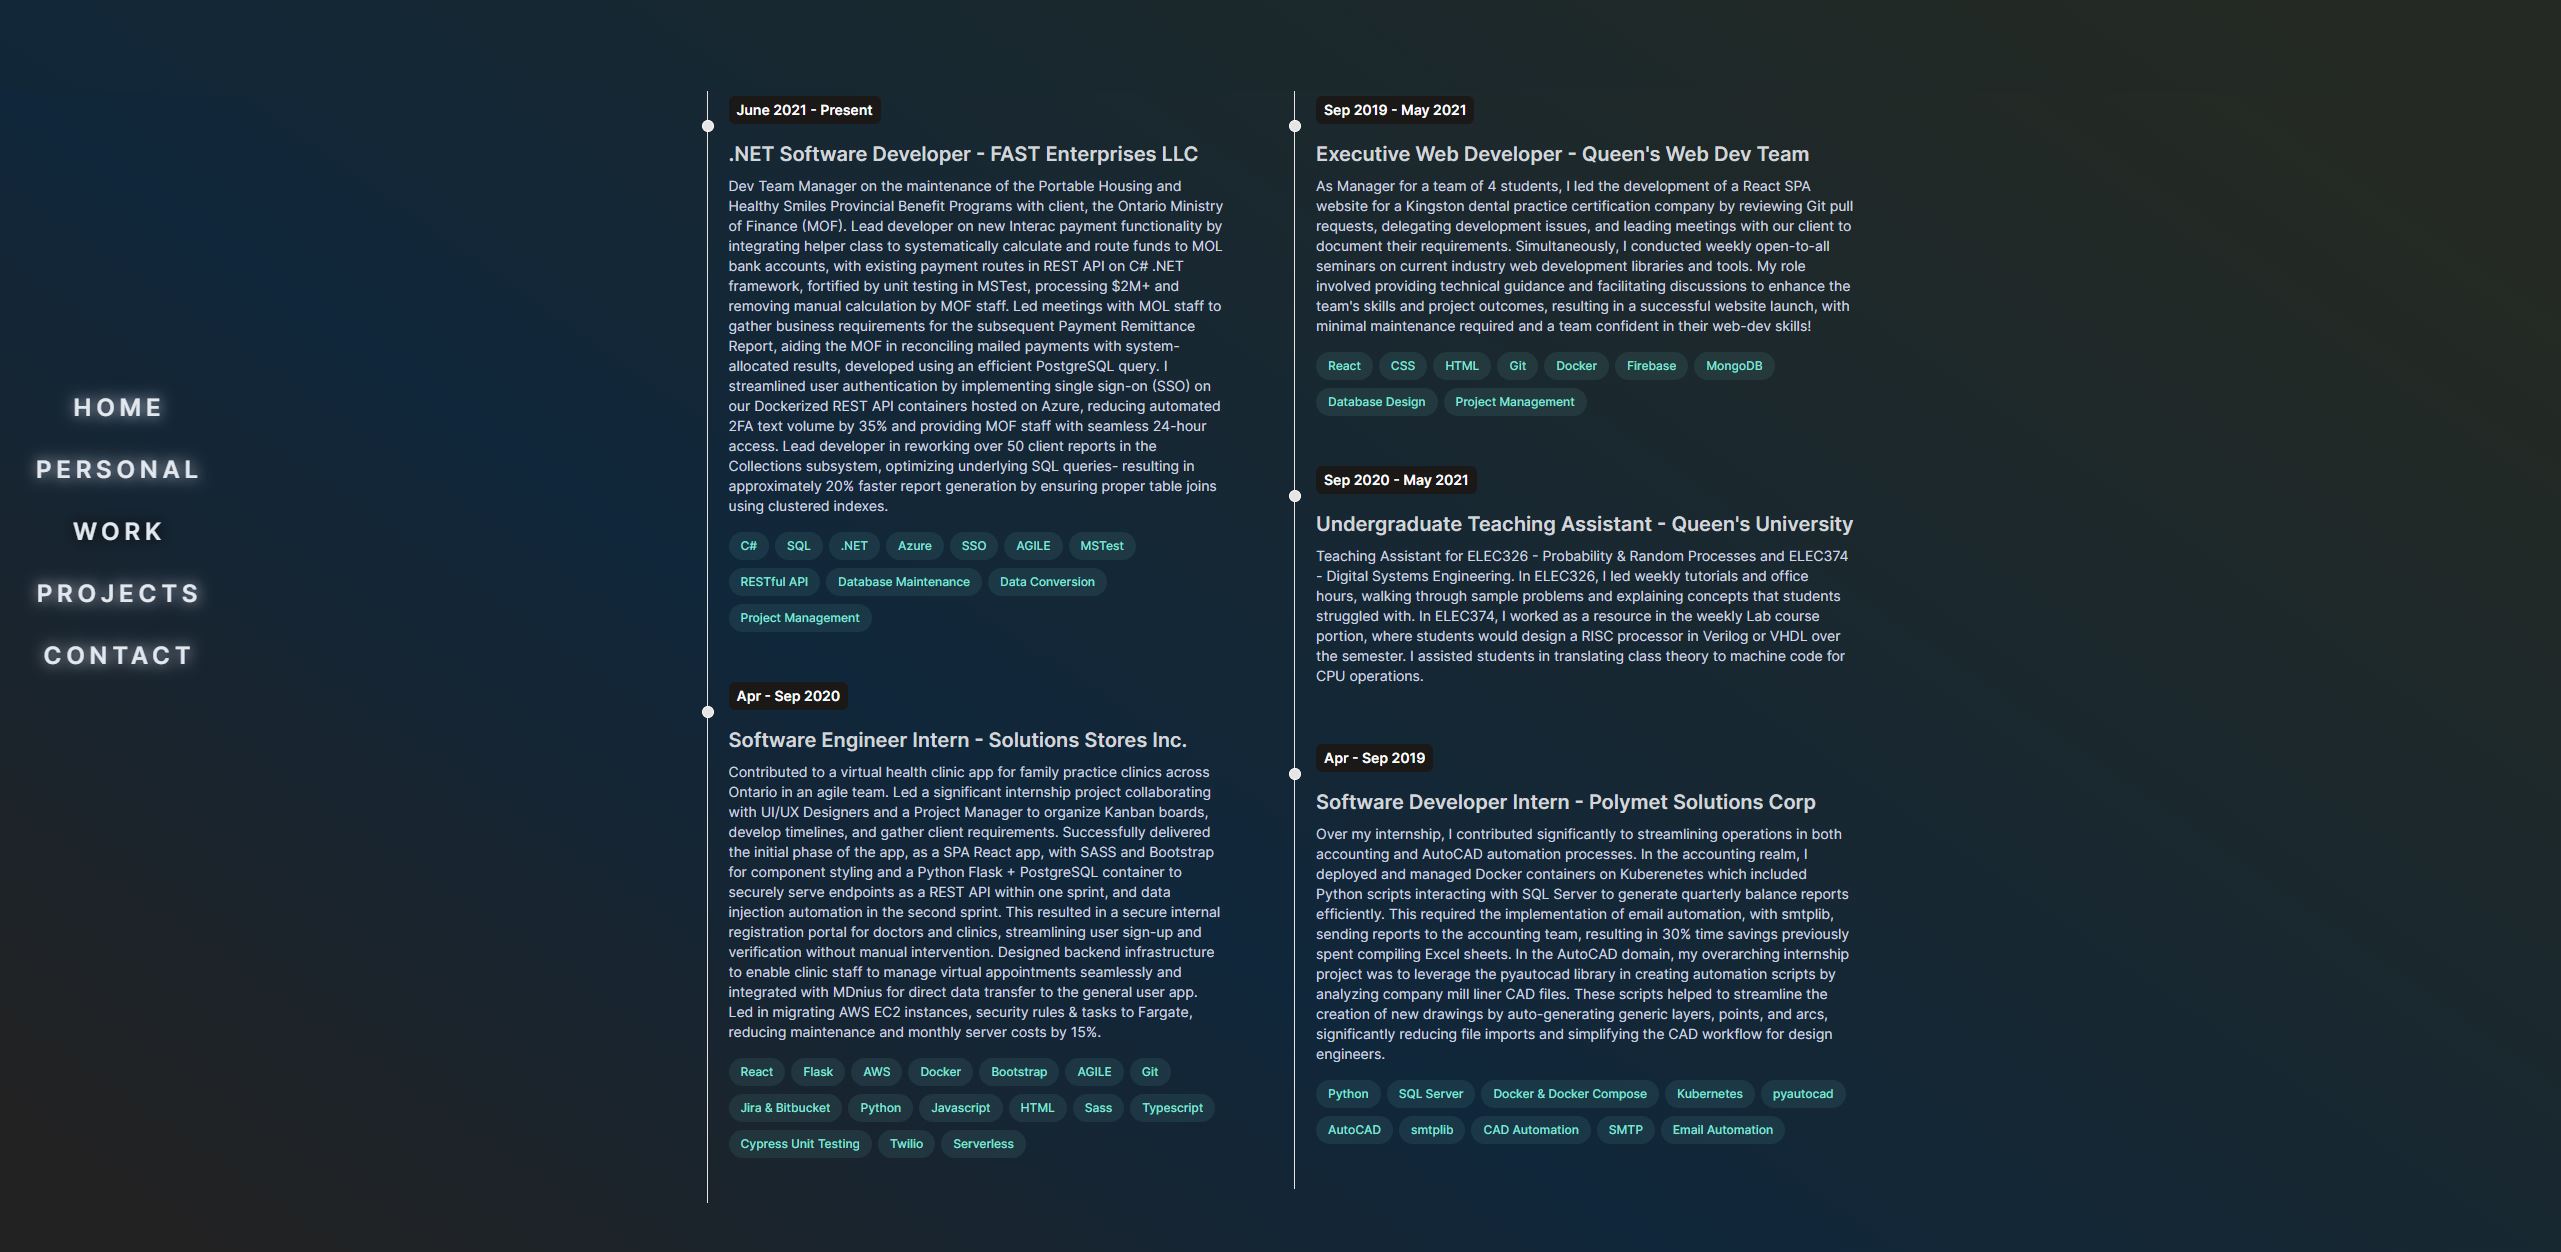 HOME
PERSONAL
WORK
PROJECTS
CONTACT
June 2021 - Present
.NET Software Developer - FAST Enterprises LLC
Dev Team Manager on the maintenance of the Portable Housing and
Healthy Smiles Provincial Benefit Programs with client, the Ontario Ministry
of Finance (MOF). Lead developer on new Interac payment functionality by
integrating helper class to systematically calculate and route funds to MOL
bank accounts, with existing payment routes in REST API on C# .NET
framework, fortified by unit testing in MSTest, processing $2M+ and
removing manual calculation by MOF staff. Led meetings with MOL staff to
gather business requirements for the subsequent Payment Remittance
Report, aiding the MOF in reconciling mailed payments with system-
allocated results, developed using an efficient PostgreSQL query. I
streamlined user authentication by implementing single sign-on (SSO) on
our Dockerized REST API containers hosted on Azure, reducing automated
2FA text volume by 35% and providing MOF staff with seamless 24-hour
access. Lead developer in reworking over 50 client reports in the
Collections subsystem, optimizing underlying SQL queries- resulting in
approximately 20% faster report generation by ensuring proper table joins
using clustered indexes.
C# SQL .NET Azure SSO AGILE MSTest
RESTful API Database Maintenance Data Conversion
Project Management
Apr - Sep 2020
Software Engineer Intern - Solutions Stores Inc.
Contributed to a virtual health clinic app for family practice clinics across
Ontario in an agile team. Led a significant internship project collaborating
with UI/UX Designers and a Project Manager to organize Kanban boards,
develop timelines, and gather client requirements. Successfully delivered
the initial phase of the app, as a SPA React app, with SASS and Bootstrap
for component styling and a Python Flask + PostgreSQL container to
securely serve endpoints as a REST API within one sprint, and data
injection automation in the second sprint. This resulted in a secure internal
registration portal for doctors and clinics, streamlining user sign-up and
verification without manual intervention. Designed backend infrastructure
to enable clinic staff to manage virtual appointments seamlessly and
integrated with MDnius for direct data transfer to the general user app.
Led in migrating AWS EC2 instances, security rules & tasks to Fargate,
reducing maintenance and monthly server costs by 15%.
React Flask AWS Docker Bootstrap AGILE Git
Jira & Bitbucket Python Javascript HTML Sass Typescript
Cypress Unit Testing Twilio Serverless
Sep 2019 - May 2021
Executive Web Developer - Queen's Web Dev Team
As Manager for a team of 4 students, I led the development of a React SPA
website for a Kingston dental practice certification company by reviewing Git pull
requests, delegating development issues, and leading meetings with our client to
document their requirements. Simultaneously, I conducted weekly open-to-all
seminars on current industry web development libraries and tools. My role
involved providing technical guidance and facilitating discussions to enhance the
team's skills and project outcomes, resulting in a successful website launch, with
minimal maintenance required and a team confident in their web-dev skills!
React CSS HTML Git Docker Firebase MongoDB
Database Design Project Management
Sep 2020 - May 2021
Undergraduate Teaching Assistant - Queen's University
Teaching Assistant for ELEC326 - Probability & Random Processes and ELEC374
- Digital Systems Engineering. In ELEC326, I led weekly tutorials and office
hours, walking through sample problems and explaining concepts that students
struggled with. In ELEC374, I worked as a resource in the weekly Lab course
portion, where students would design a RISC processor in Verilog or VHDL over
the semester. I assisted students in translating class theory to machine code for
CPU operations.
Apr - Sep 2019
Software Developer Intern - Polymet Solutions Corp
Over my internship, I contributed significantly to streamlining operations in both
accounting and AutoCAD automation processes. In the accounting realm, I
deployed and managed Docker containers on Kuberenetes which included
Python scripts interacting with SQL Server to generate quarterly balance reports
efficiently. This required the implementation of email automation, with smtplib,
sending reports to the accounting team, resulting in 30% time savings previously
spent compiling Excel sheets. In the AutoCAD domain, my overarching internship
project was to leverage the pyautocad library in creating automation scripts by
analyzing company mill liner CAD files. These scripts helped to streamline the
creation of new drawings by auto-generating generic layers, points, and arcs,
significantly reducing file imports and simplifying the CAD workflow for design
engineers.
Python SQL Server Docker & Docker Compose Kubernetes pyautocad
AutoCAD smtplib CAD Automation SMTP Email Automation